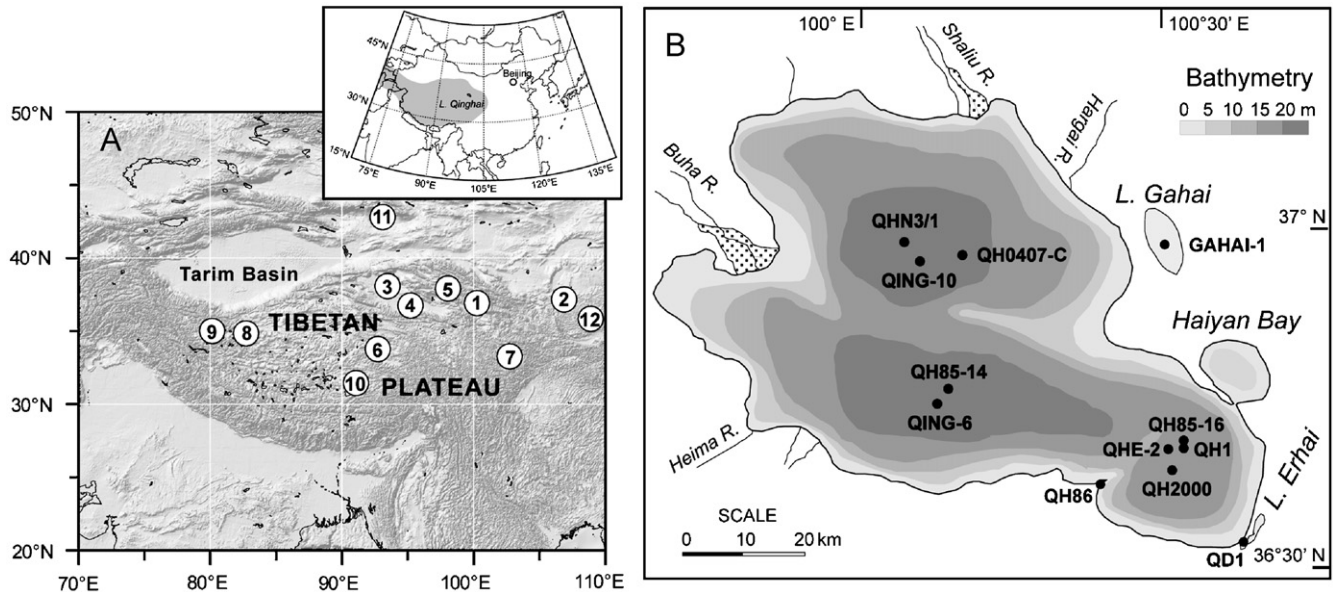 A
50°N
40°N
30°N
20°N
70°E
80°E
90°E
100°E
110°E
Tarim Basin
TIBETAN
PLATEAU
11
3
5
4
1
2
12
9
8
6
7
10
45°N
30°N
15°N
75°E
90°E
105°E
120°E
135°E
Beijing
L. Qinghai
B
100° E
100°30' E
Shaliu R.
Hargai R.
Buha R.
Heima R.
Bathymetry
0 5 10 15 20 m
L. Gahai
37° N
GAHAI-1
QHN3/1
QH0407-C
QING-10
Haiyan Bay
QH85-14
QING-6
QH85-16
QHE-2
QH1
QH2000
QH86
L. Erhai
QD1
36°30' N
SCALE
0 10 20 km